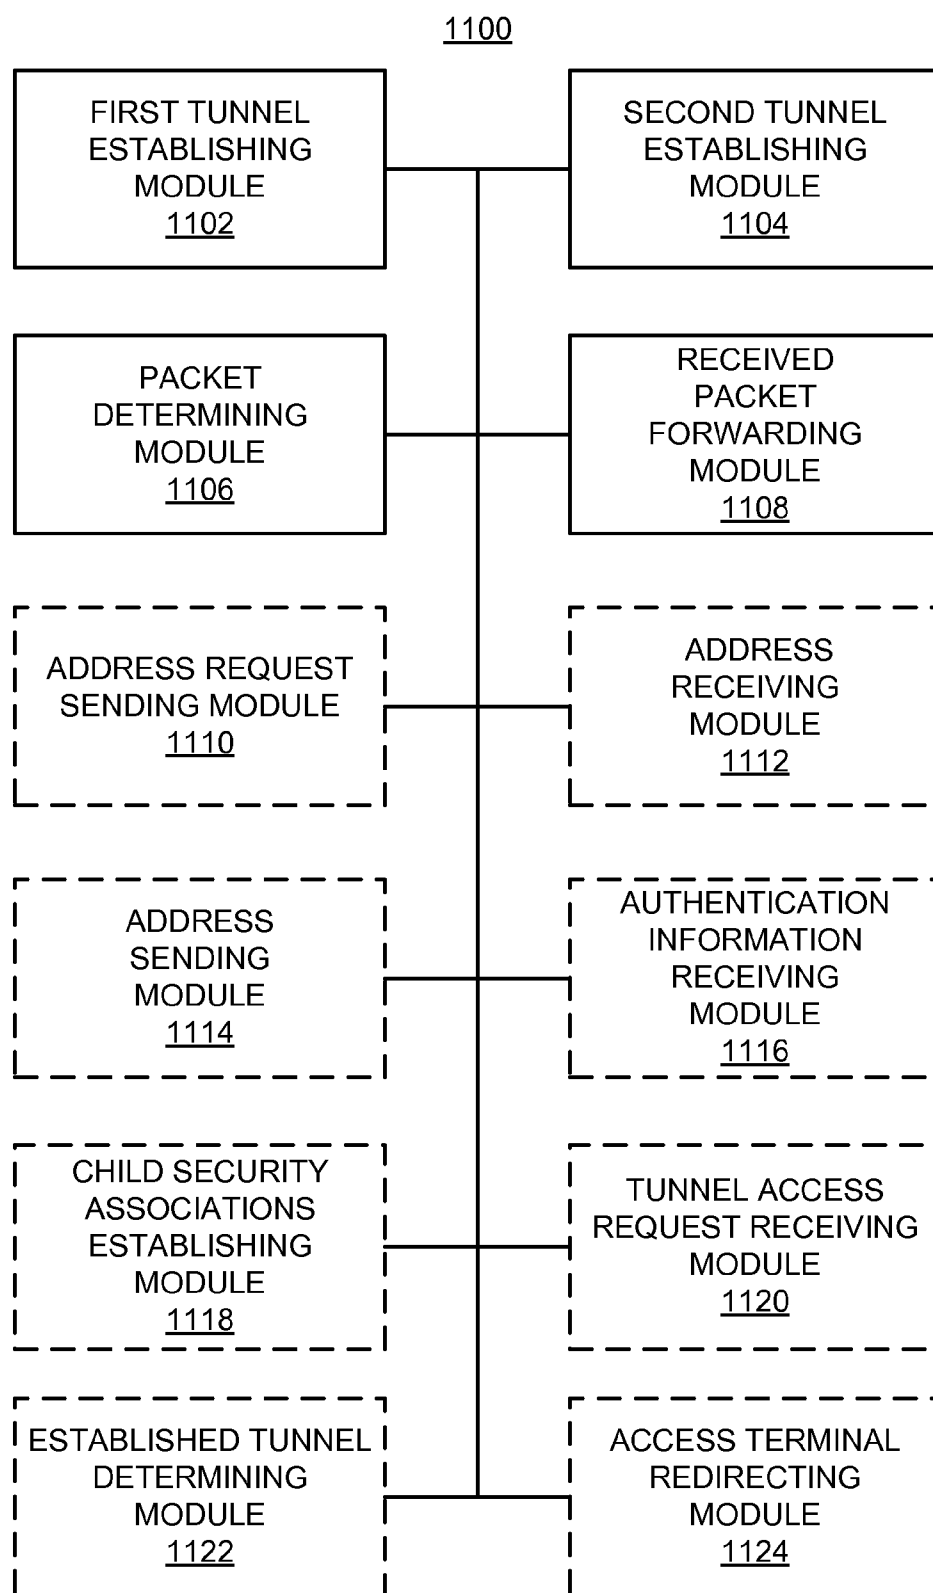 1100
FIRST TUNNEL
ESTABLISHING
MODULE
1102
SECOND TUNNEL
ESTABLISHING
MODULE
1104
PACKET
DETERMINING
MODULE
1106
RECEIVED
PACKET
FORWARDING
MODULE
1108
ADDRESS REQUEST
SENDING MODULE
1110
ADDRESS
RECEIVING
MODULE
1112
ADDRESS
SENDING
MODULE
1114
AUTHENTICATION
INFORMATION
RECEIVING
MODULE
1116
CHILD SECURITY
ASSOCIATIONS
ESTABLISHING
MODULE
1118
TUNNEL ACCESS
REQUEST RECEIVING
MODULE
1120
ESTABLISHED TUNNEL
DETERMINING
MODULE
1122
ACCESS TERMINAL
REDIRECTING
MODULE
1124